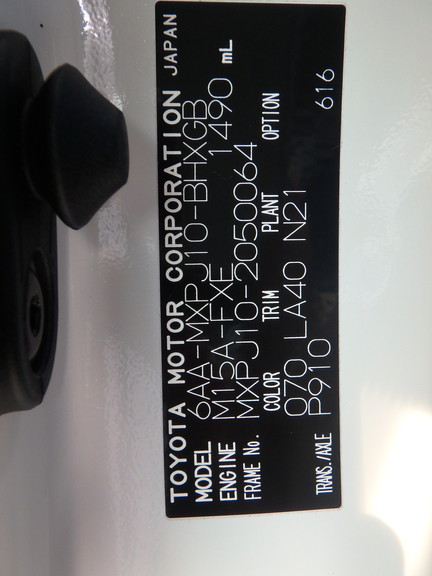 TOYOTA MOTOR CORPORATION JAPAN
MODEL 6AA-MXPJ10-BHXGB
ENGINE M15A-FXE 1490 mL
FRAME No. MXPJ10-2050064
COLOR TRIM PLANT OPTION
070 LA40 N21
TRANS./AXLE P910 616